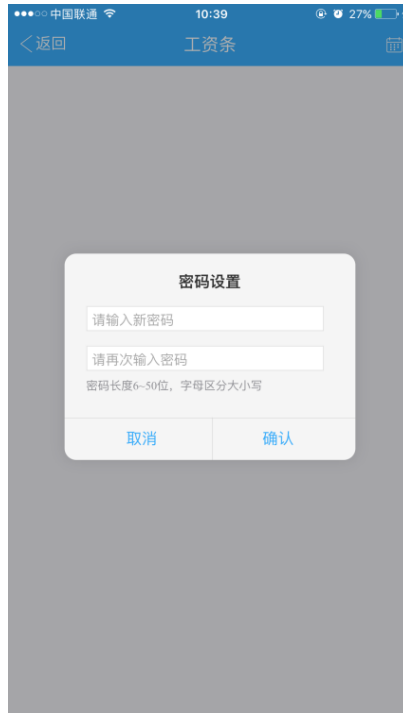 中国联通 10:39 27%
返回 工资条
密码设置
请输入新密码
请再次输入密码
密码长度6~50位，字母区分大小写
取消 确认